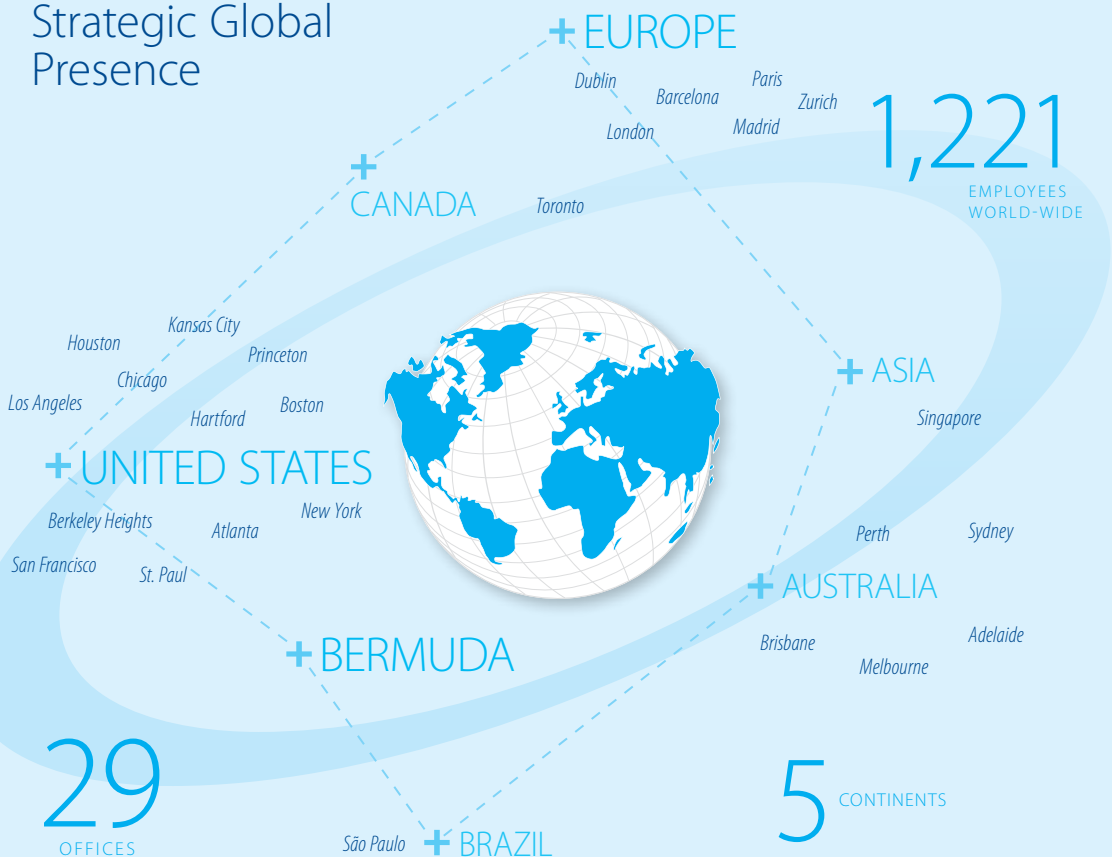 Strategic Global
Presence
EUROPE
Dublin
Barcelona
Paris
Zurich
London
Madrid
1,221
EMPLOYEES
WORLD-WIDE
CANADA
Toronto
Houston
Kansas City
Princeton
Chicago
Los Angeles
Hartford
Boston
UNITED STATES
Berkeley Heights
Atlanta
New York
San Francisco
St. Paul
ASIA
Singapore
Perth
Sydney
AUSTRALIA
Brisbane
Adelaide
Melbourne
BERMUDA
29
OFFICES
São Paulo
BRAZIL
5
CONTINENTS